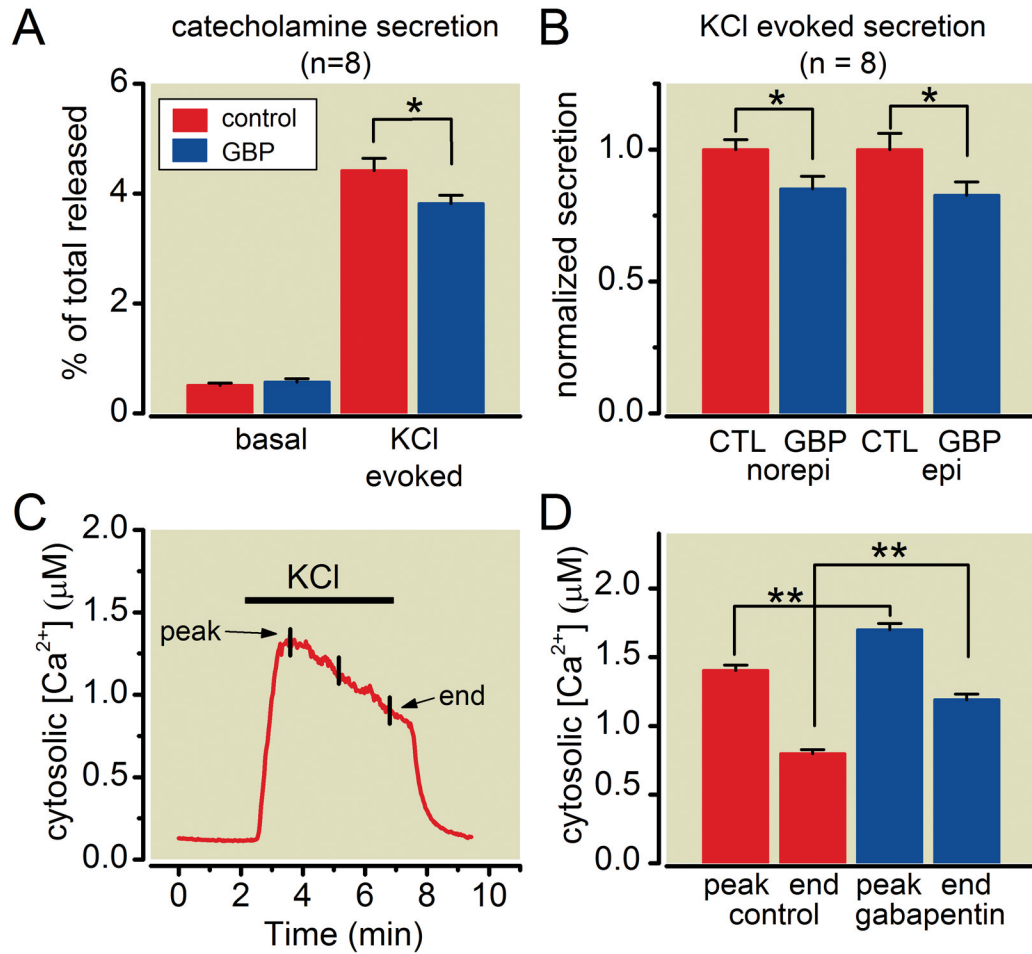 A
catecholamine secretion
(n=8)
% of total released
6
4
2
0
control
GBP
*
basal
KCl
evoked
B
KCl evoked secretion
(n = 8)
normalized secretion
1.0
0.5
0.0
*
*
CTL GBP CTL GBP
norepi epi
C
cytosolic [Ca²⁺] (µM)
2.0
1.5
1.0
0.5
0.0
KCl
peak
end
0 2 4 6 8 10
Time (min)
D
cytosolic [Ca²⁺] (µM)
2.0
1.5
1.0
0.5
0.0
**
**
peak end peak end
control gabapentin